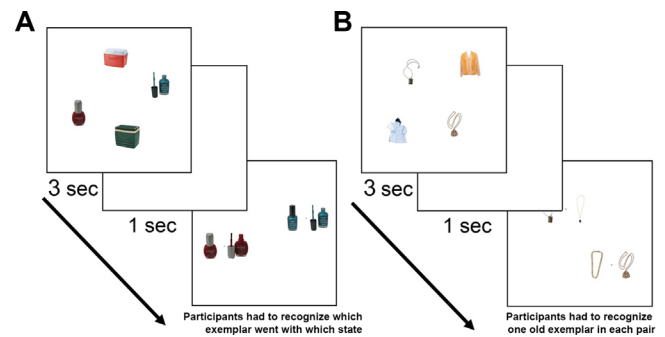 A
3 sec
1 sec
Participants had to recognize which
exemplar went with which state
B
3 sec
1 sec
Participants had to recognize
one old exemplar in each pair